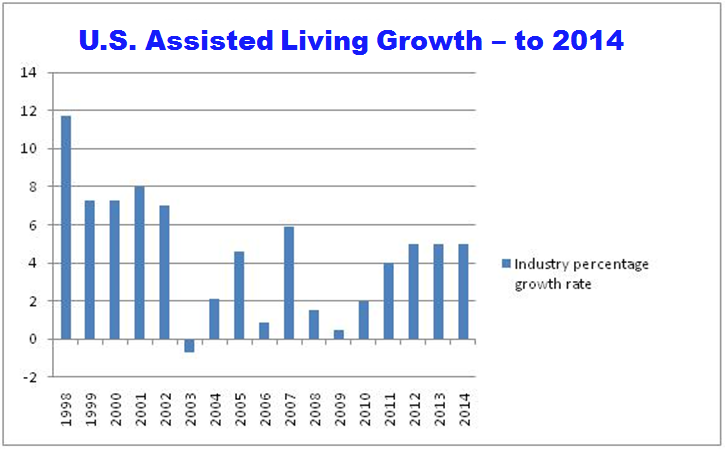 U.S. Assisted Living Growth – to 2014
14
12
10
8
6
4
2
0
-2
1998 1999 2000 2001 2002 2003 2004 2005 2006 2007 2008 2009 2010 2011 2012 2013 2014
Industry percentage
growth rate